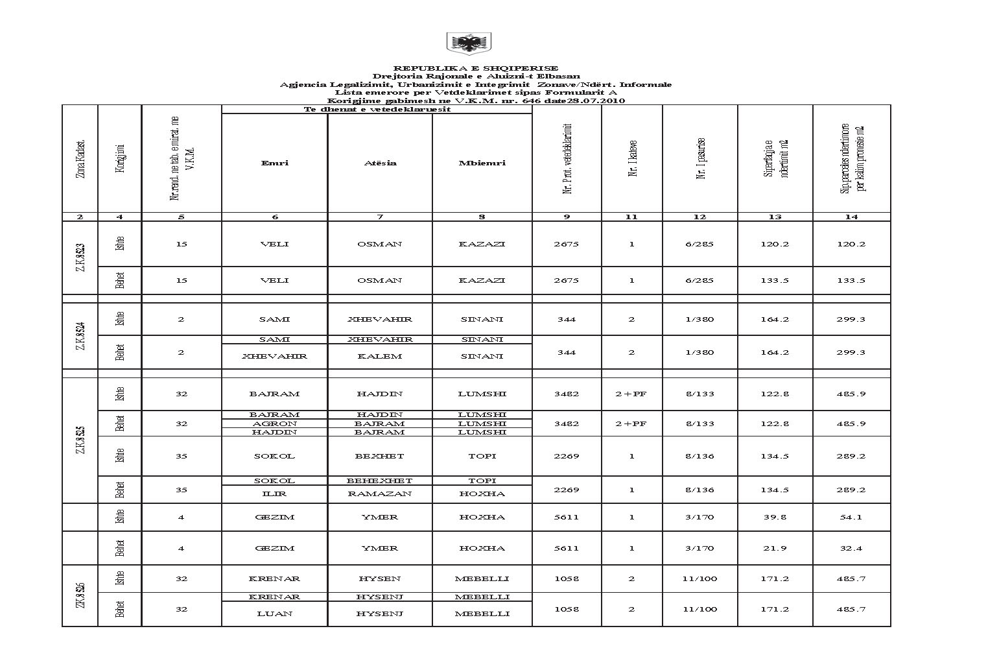 REPUBLIKA E SHQIPERISE
Drejtoria Rajonale e Aluizni-t Elbasan
Agjencia Legalizimit, Urbanizimit e Integrimit Zonave/Ndërt. Informale
Lista emerore per Vetdeklarimet sipas Formularit A
Korigjime gabimesh ne V.K.M. nr. 646 date28.07.2010
Te dhenat e vetedeklaruesit
Zona Kadast.
Korigjimi
Nr.rend. ne tab. emirat. me
V.K.M.
Emri
Atësia
Mbiemri
Nr. Prot. vetedeklarimit
Nr. I kateve
Nr. I pasurise
Siperfaqja e
ndertimit m2
Sip.parceles ndertimore
per kalim pronesie m2
2 4 5 6 7 8 9 11 12 13 14
Z.K.8523
Ishte 15 VELI OSMAN KAZAZI 2675 1 6/285 120.2 120.2
Behet 15 VELI OSMAN KAZAZI 2675 1 6/285 133.5 133.5
Z.K.8524
Ishte 2 SAMI XHEVAHIR SINANI 344 2 1/380 164.2 299.3
SAMI XHEVAHIR SINANI
Behet 2 344 2 1/380 164.2 299.3
XHEVAHIR KALEM SINANI
Z.K.8525
Ishte 32 BAJRAM HAJDIN LUMSHI 3482 2+PF 8/133 122.8 485.9
BAJRAM HAJDIN LUMSHI
Behet 32 AGRON BAJRAM LUMSHI 3482 2+PF 8/133 122.8 485.9
HAJDIN BAJRAM LUMSHI
Ishte 35 SOKOL BEXHET TOPI 2269 1 8/136 134.5 289.2
SOKOL BEHEXHET TOPI
Behet 35 2269 1 8/136 134.5 289.2
ILIR RAMAZAN HOXHA
Ishte 4 GEZIM YMER HOXHA 5611 1 3/170 39.8 54.1
Behet 4 GEZIM YMER HOXHA 5611 1 3/170 21.9 32.4
ZK.8526
Ishte 32 KRENAR HYSEN MEBELLI 1058 2 11/100 171.2 485.7
KRENAR HYSENJ MEBELLI
Behet 32 1058 2 11/100 171.2 485.7
LUAN HYSENJ MEBELLI